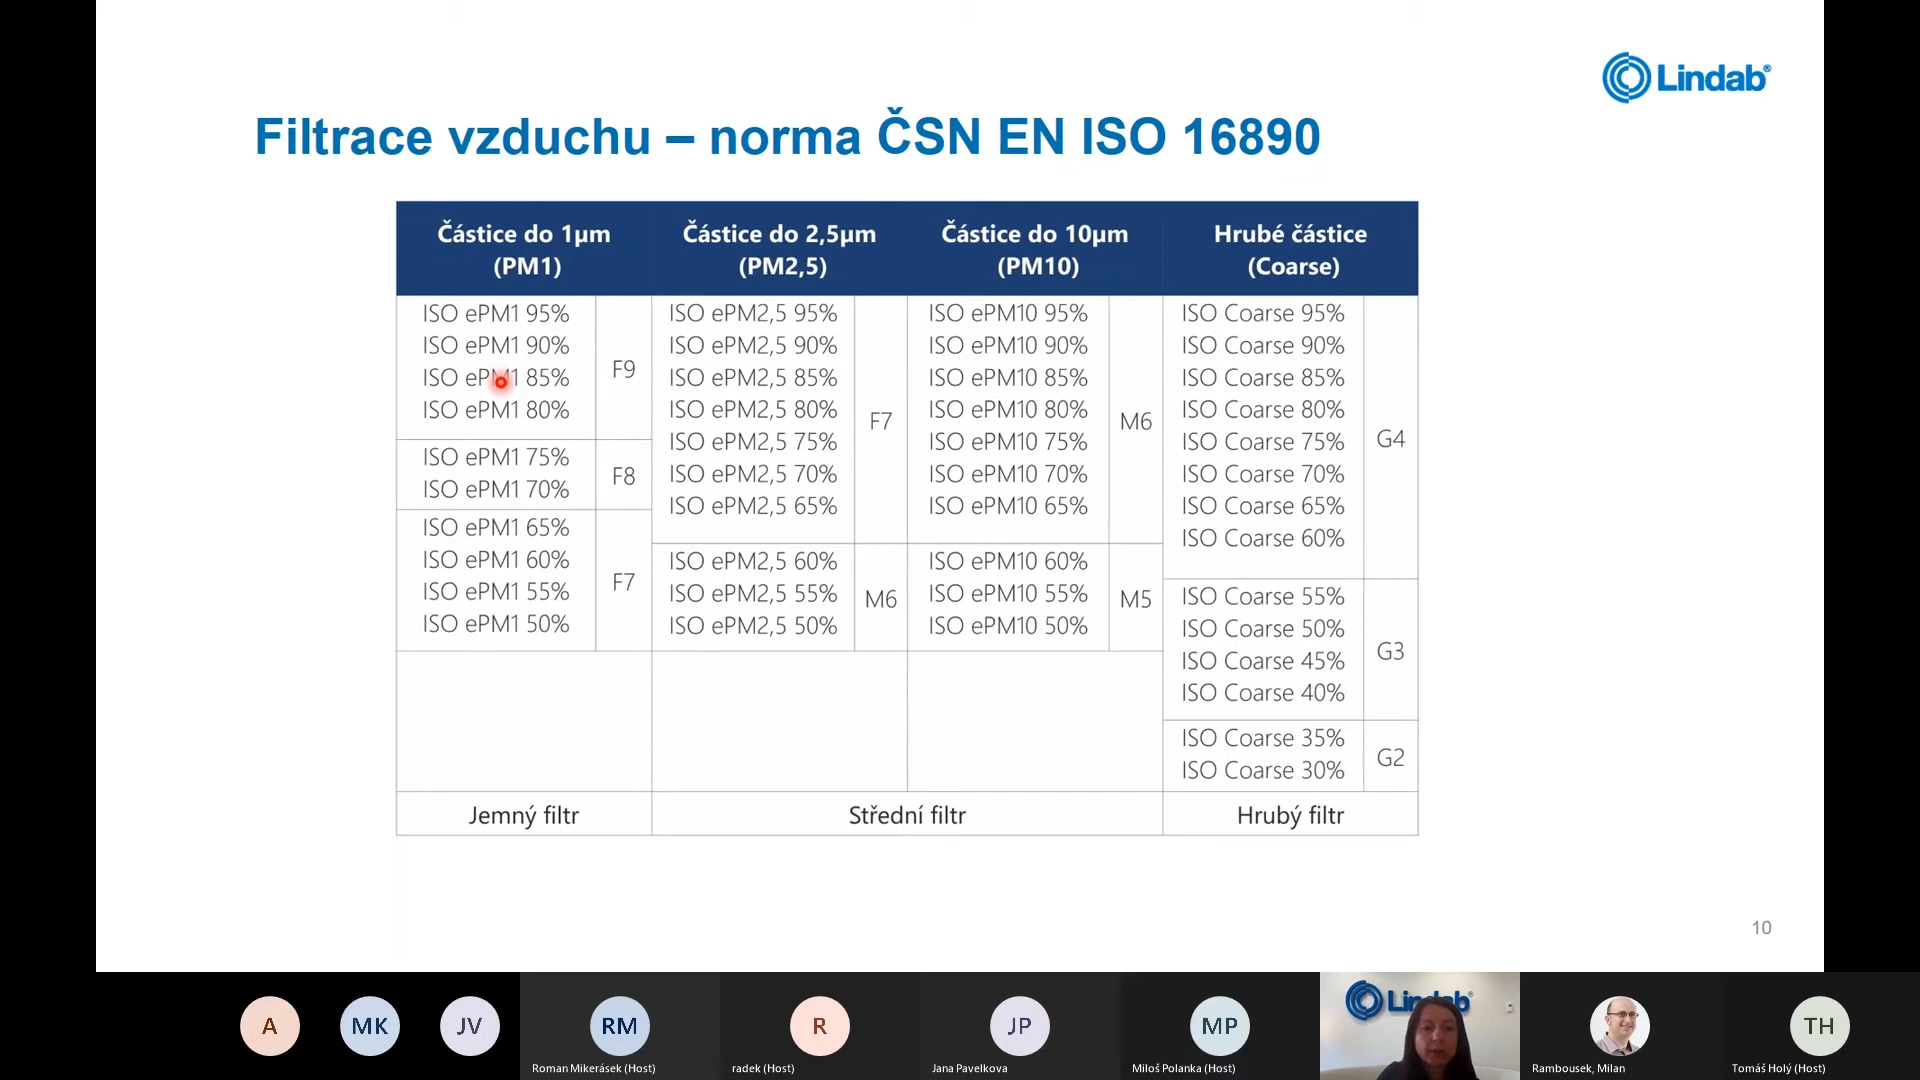 Lindab®
Filtrace vzduchu – norma ČSN EN ISO 16890
Částice do 1µm
(PM1)
Částice do 2,5µm
(PM2,5)
Částice do 10µm
(PM10)
Hrubé částice
(Coarse)
ISO ePM1 95%
ISO ePM1 90%
ISO ePM1 85%
ISO ePM1 80%
F9
ISO ePM1 75%
ISO ePM1 70%
F8
ISO ePM1 65%
ISO ePM1 60%
ISO ePM1 55%
ISO ePM1 50%
F7
ISO ePM2,5 95%
ISO ePM2,5 90%
ISO ePM2,5 85%
ISO ePM2,5 80%
ISO ePM2,5 75%
ISO ePM2,5 70%
ISO ePM2,5 65%
F7
ISO ePM2,5 60%
ISO ePM2,5 55%
ISO ePM2,5 50%
M6
ISO ePM10 95%
ISO ePM10 90%
ISO ePM10 85%
ISO ePM10 80%
ISO ePM10 75%
ISO ePM10 70%
ISO ePM10 65%
M6
ISO ePM10 60%
ISO ePM10 55%
ISO ePM10 50%
M5
ISO Coarse 95%
ISO Coarse 90%
ISO Coarse 85%
ISO Coarse 80%
ISO Coarse 75%
ISO Coarse 70%
ISO Coarse 65%
ISO Coarse 60%
G4
ISO Coarse 55%
ISO Coarse 50%
ISO Coarse 45%
ISO Coarse 40%
G3
ISO Coarse 35%
ISO Coarse 30%
G2
Jemný filtr
Střední filtr
Hrubý filtr
10
A
MK
JV
RM
Roman Mikerásek (Host)
R
radek (Host)
JP
Jana Pavelkova
MP
Miloš Polanka (Host)
Lindab®
Rambousek, Milan
TH
Tomáš Holý (Host)